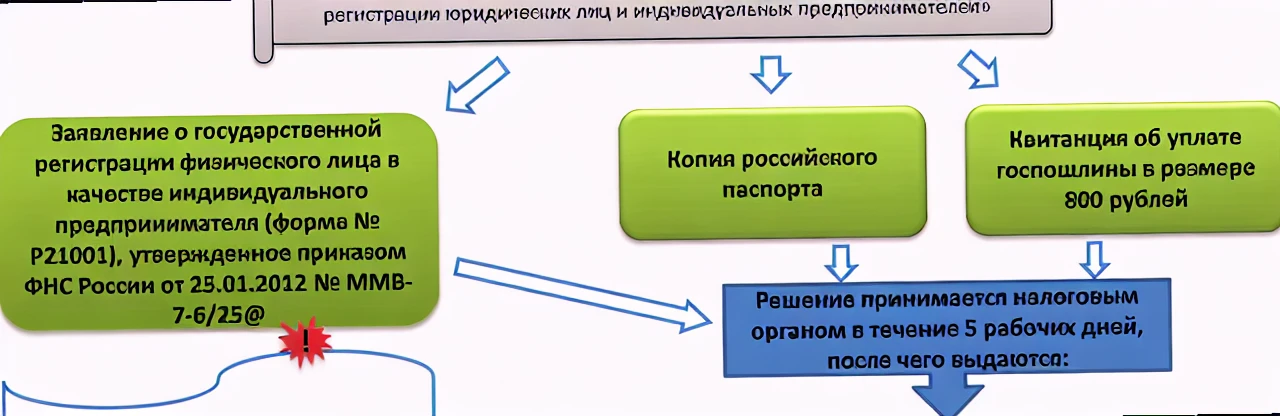 регистрации юридических лиц и индивидуальных предпринимателей»
Заявление о государственной
регистрации физического лица в
качестве индивидуального
предпринимателя (форма №
Р21001), утвержденное приказом
ФНС России от 25.01.2012 № ММВ-
7-6/25@
!
Копия российского
паспорта
Квитанция об уплате
госпошлины в размере
800 рублей
Решение принимается налоговым
органом в течение 5 рабочих дней,
после чего выдаются: